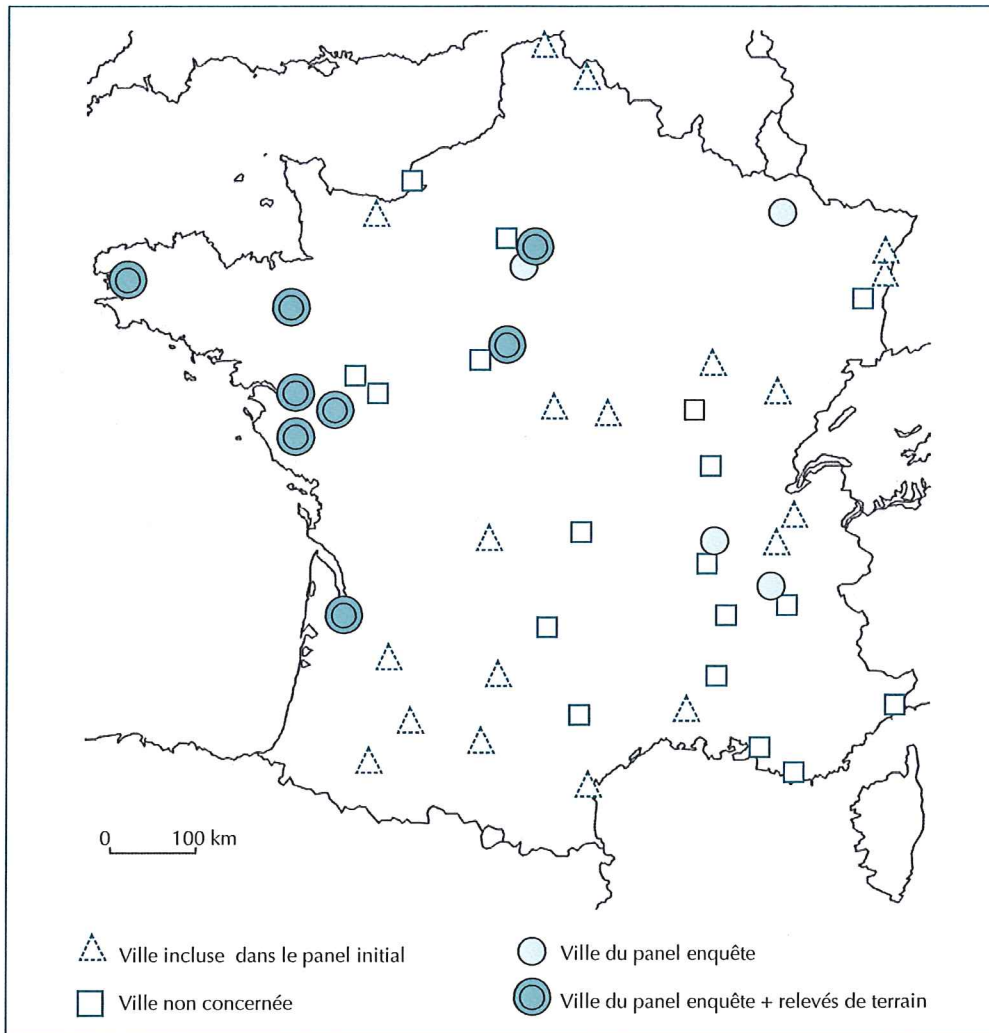 0 100 km
Ville incluse dans le panel initial
Ville non concernée
Ville du panel enquête
Ville du panel enquête + relevés de terrain